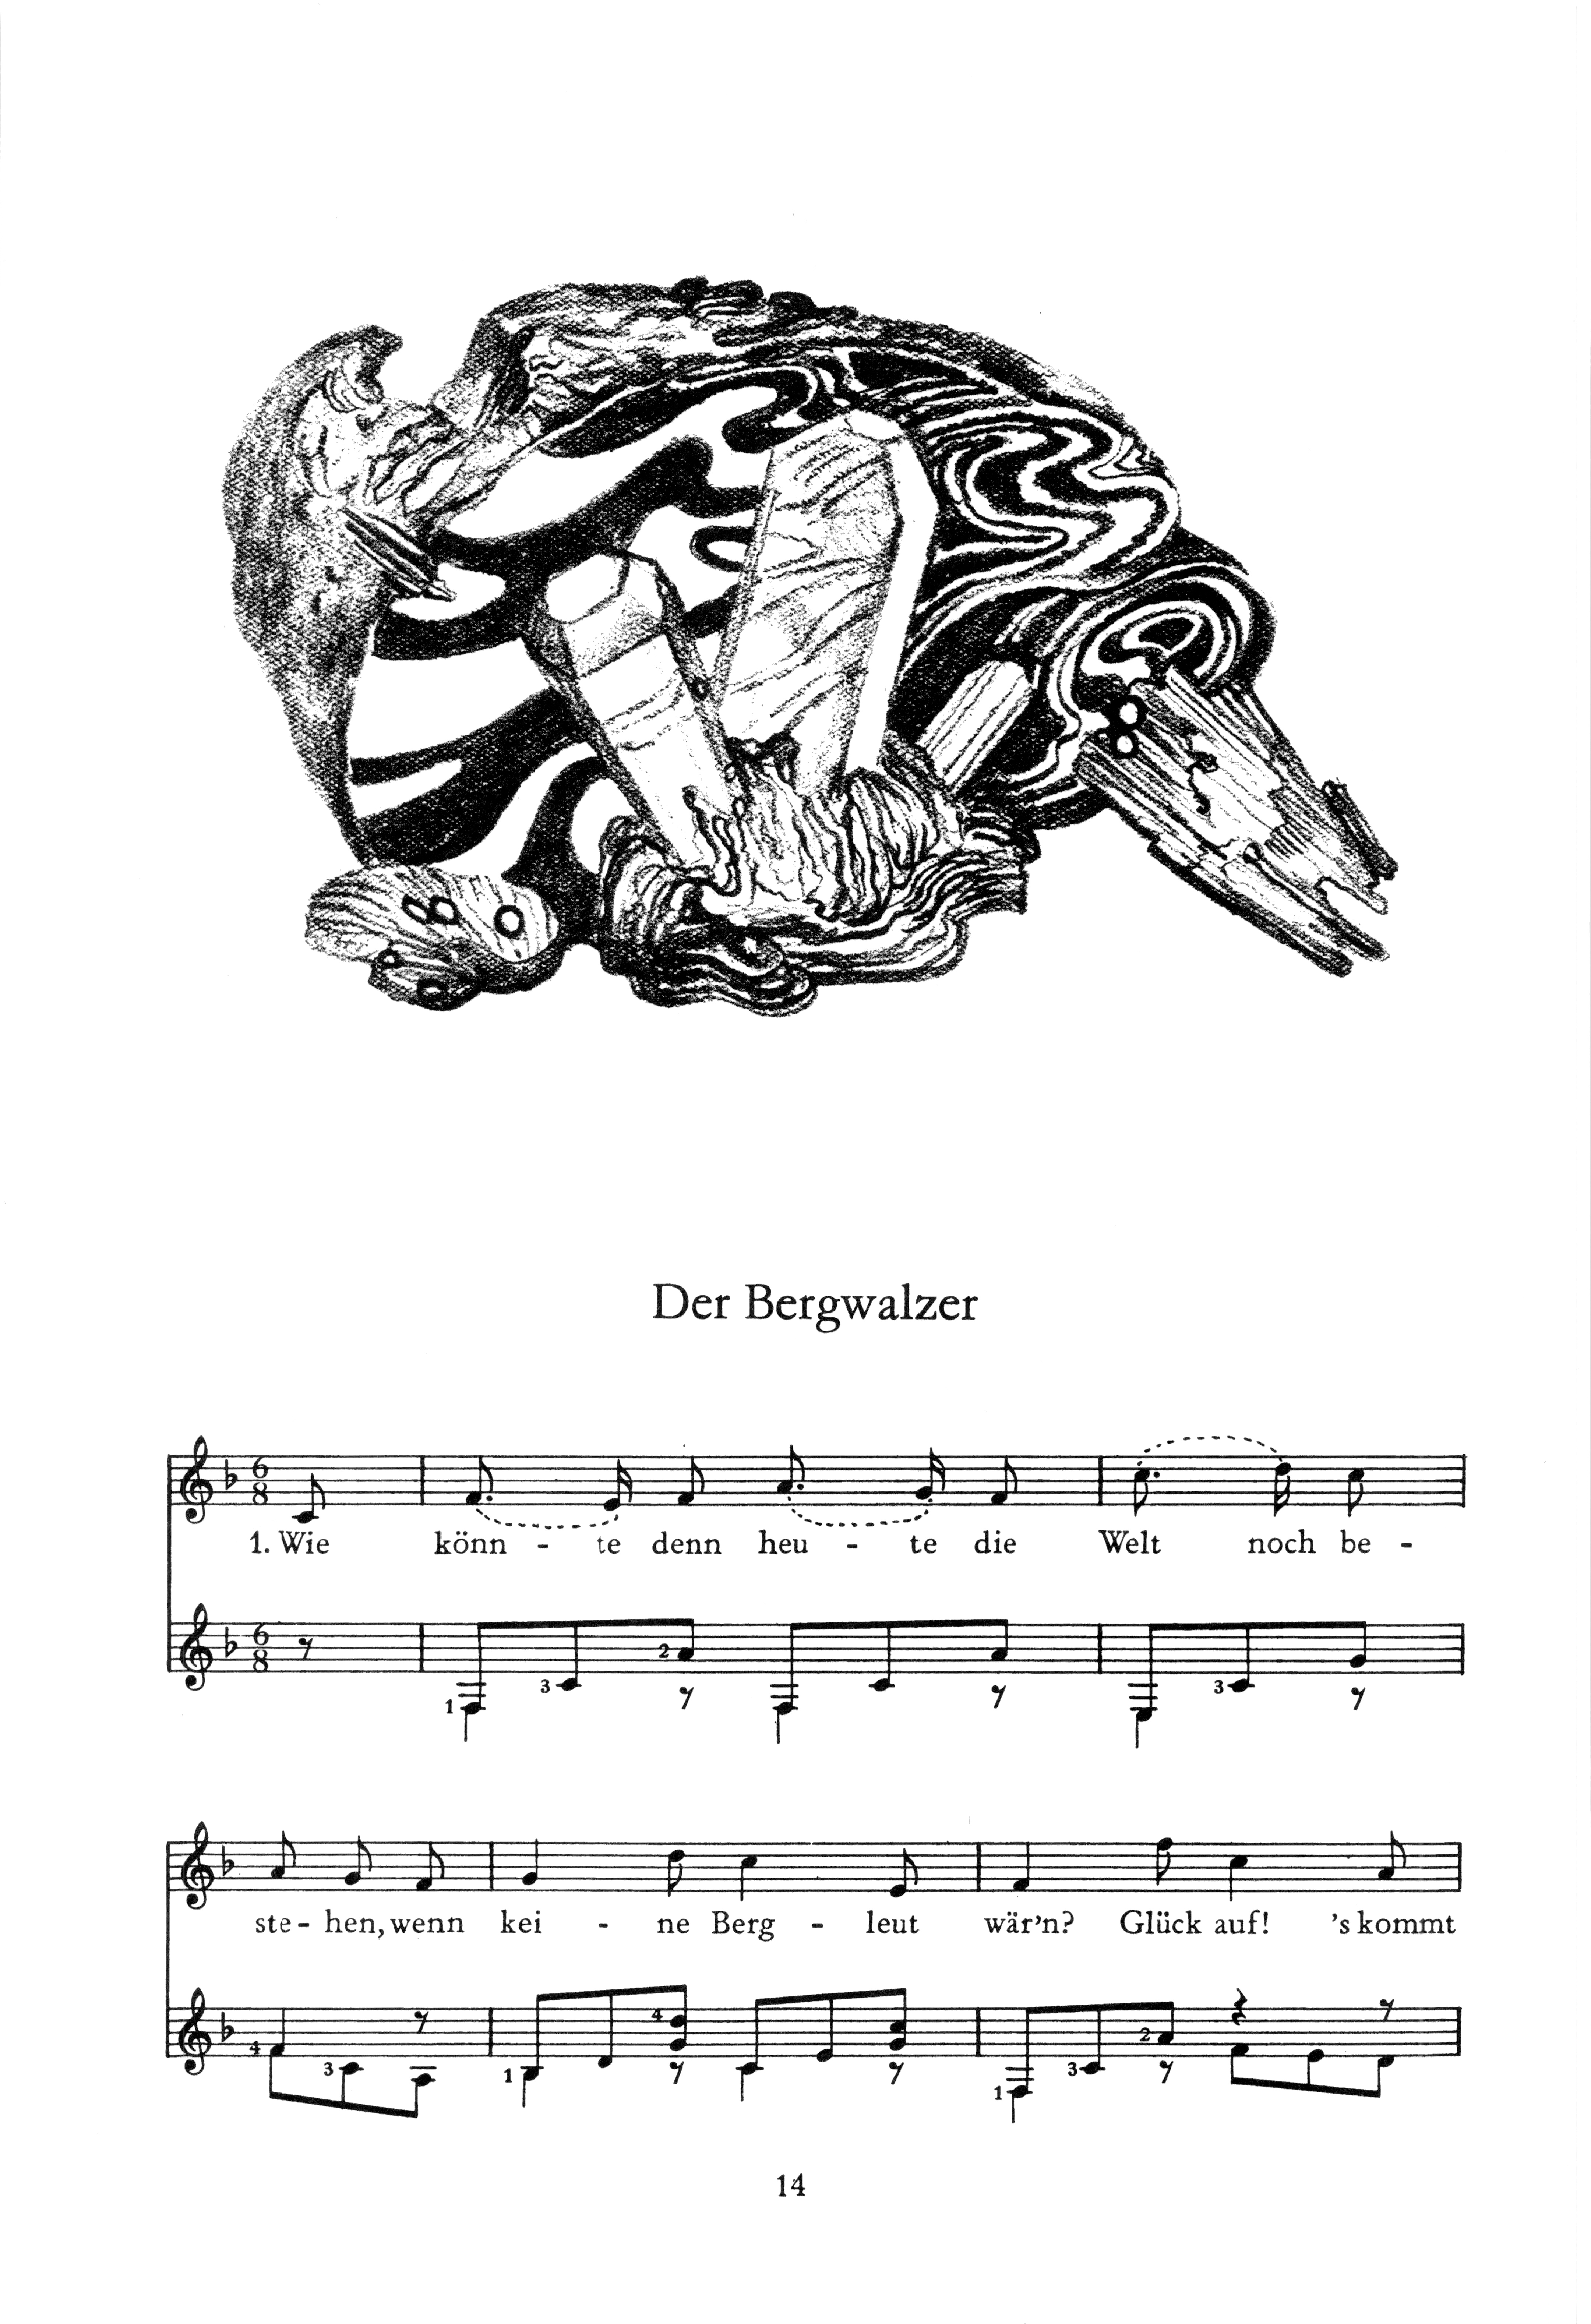 Der Bergwalzer
1. Wie könn - te denn heu - te die Welt noch be -
ste - hen, wenn kei - ne Berg - leut wär'n? Glück auf! 's kommt
14